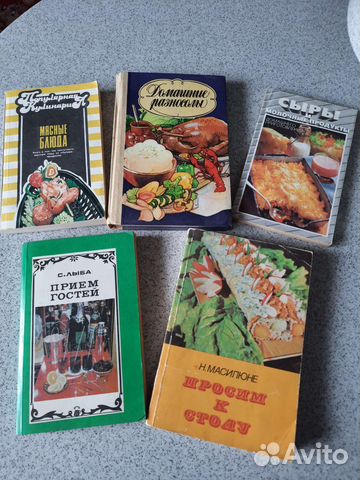 Популярная
Кулинария
МЯСНЫЕ
БЛЮДА
Домашние
разносолы
СЫРЫ
И
МОЛОЧНЫЕ ПРОДУКТЫ
С. ЛЫБА
ПРИЕМ
ГОСТЕЙ
Н. МАСИЛЮНЕ
ПРОСИМ К
СТОЛУ
Avito